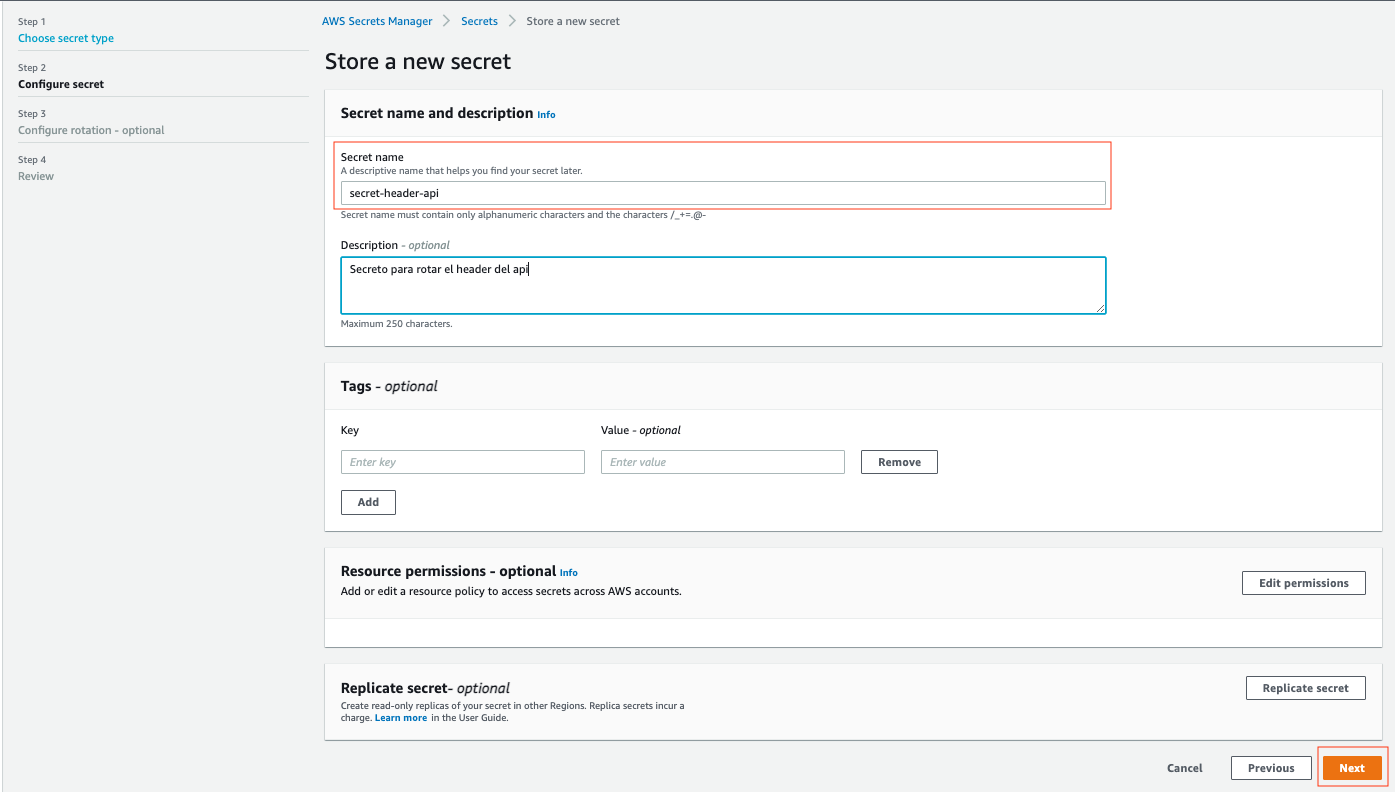 Step 1
Choose secret type
Step 2
Configure secret
Step 3
Configure rotation - optional
Step 4
Review
AWS Secrets Manager > Secrets > Store a new secret
Store a new secret
Secret name and description Info
Secret name
A descriptive name that helps you find your secret later.
secret-header-api
Secret name must contain only alphanumeric characters and the characters /_+=.@-
Description - optional
Secreto para rotar el header del api
Maximum 250 characters.
Tags - optional
Key Value - optional
Enter key Enter value Remove
Add
Resource permissions - optional Info
Add or edit a resource policy to access secrets across AWS accounts.
Edit permissions
Replicate secret- optional
Create read-only replicas of your secret in other Regions. Replica secrets incur a
charge. Learn more in the User Guide.
Replicate secret
Cancel Previous Next